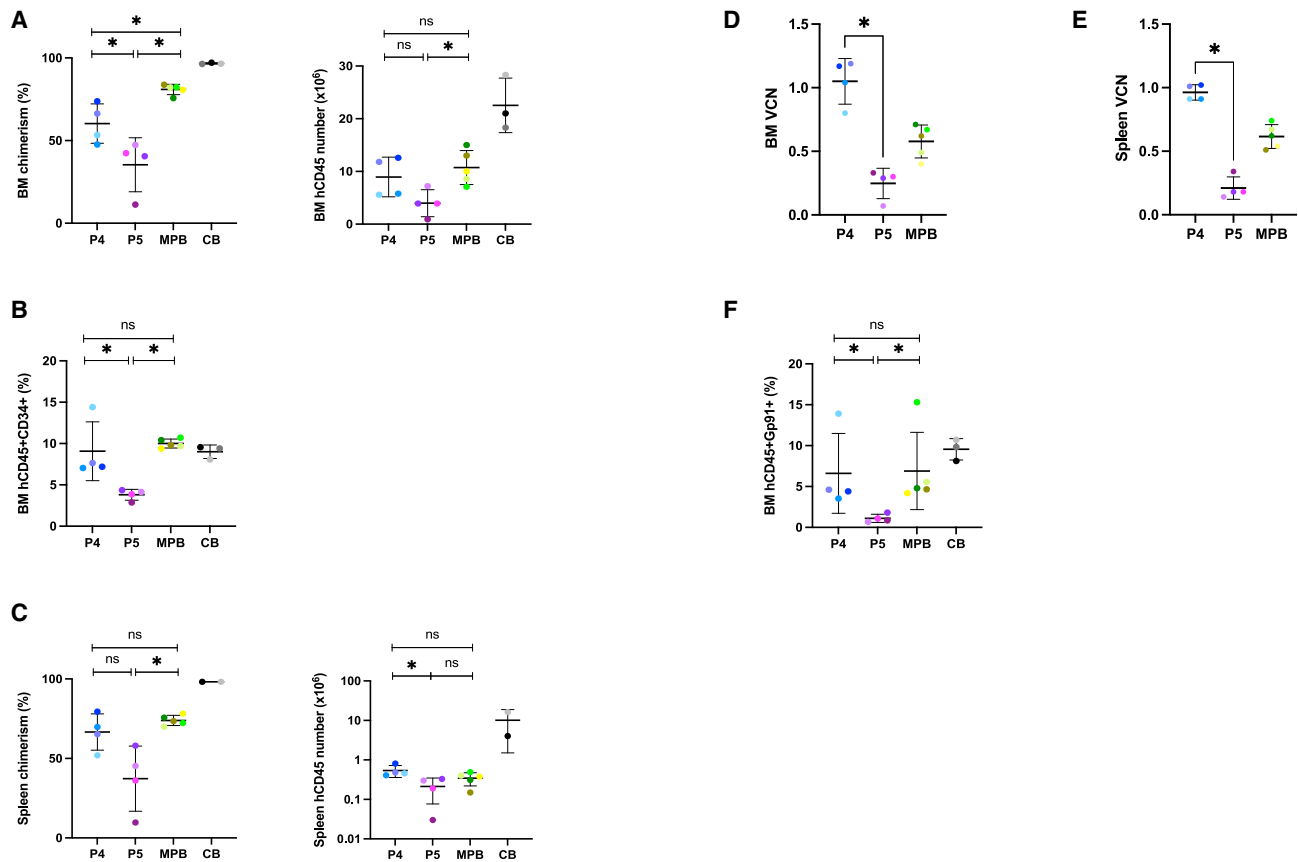 A
*
*
*
BM chimerism (%)
100
50
0
P4
P5
MPB
CB
ns
ns
*
BM hCD45 number (x10⁶)
30
20
10
0
P4
P5
MPB
CB
D
*
BM VCN
1.5
1.0
0.5
0.0
P4
P5
MPB
E
*
Spleen VCN
1.5
1.0
0.5
0.0
P4
P5
MPB
B
ns
*
*
BM hCD45+CD34+ (%)
20
15
10
5
0
P4
P5
MPB
CB
F
ns
*
*
BM hCD45+Gp91+ (%)
20
15
10
5
0
P4
P5
MPB
CB
C
ns
ns
*
Spleen chimerism (%)
100
50
0
P4
P5
MPB
CB
ns
*
ns
Spleen hCD45 number (x10⁶)
100
10
1
0.1
0.01
P4
P5
MPB
CB